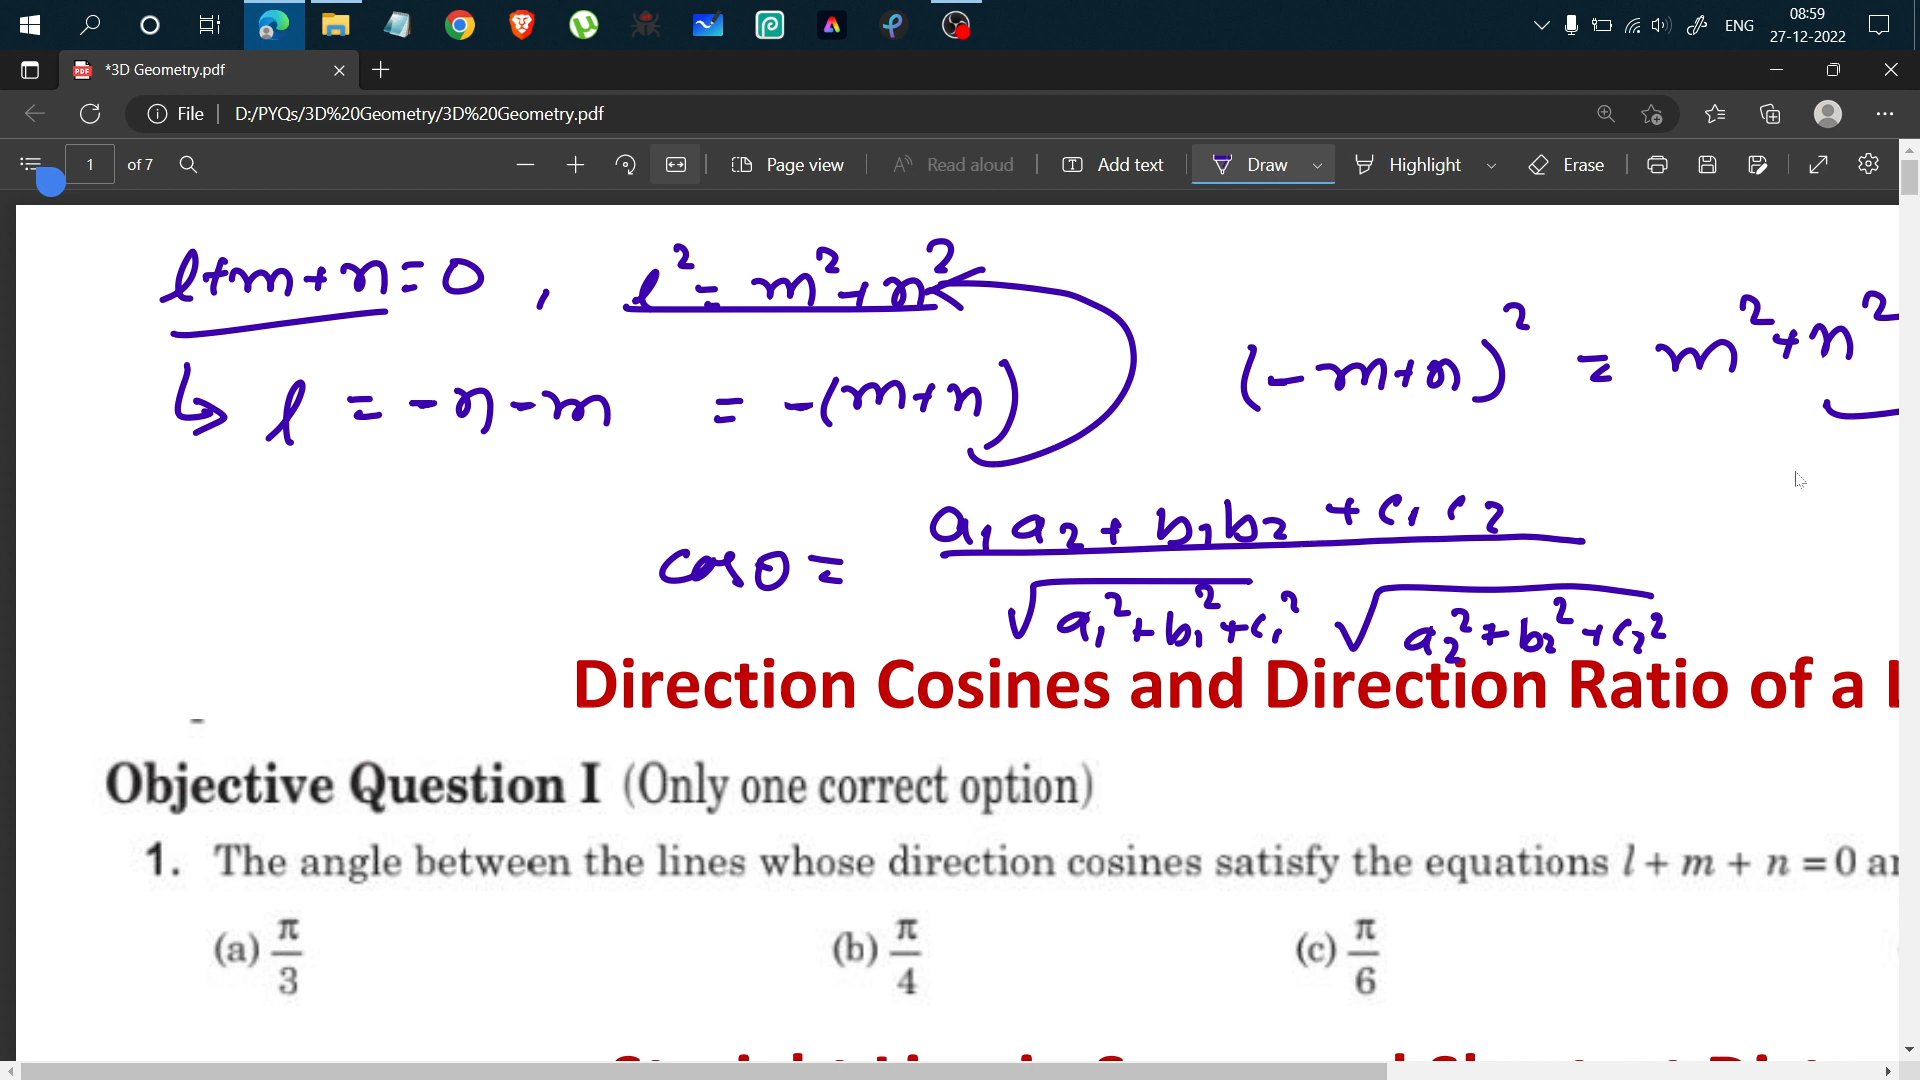 ENG
08:59
27-12-2022
*3D Geometry.pdf
File
D:/PYQs/3D%20Geometry/3D%20Geometry.pdf
1 of 7
Page view
Read aloud
Add text
Draw
Highlight
Erase
l+m+n=0 , l² = m²+n²
(-m+n)² = m²+n²
↳ l = -n-m = -(m+n)
cosθ = a₁a₂ + b₁b₂ + c₁c₂
√a₁²+b₁²+c₁² √a₂²+b₂²+c₂²
Direction Cosines and Direction Ratio of a
Objective Question I (Only one correct option)
1. The angle between the lines whose direction cosines satisfy the equations l + m + n = 0
(a) π/3 (b) π/4 (c) π/6